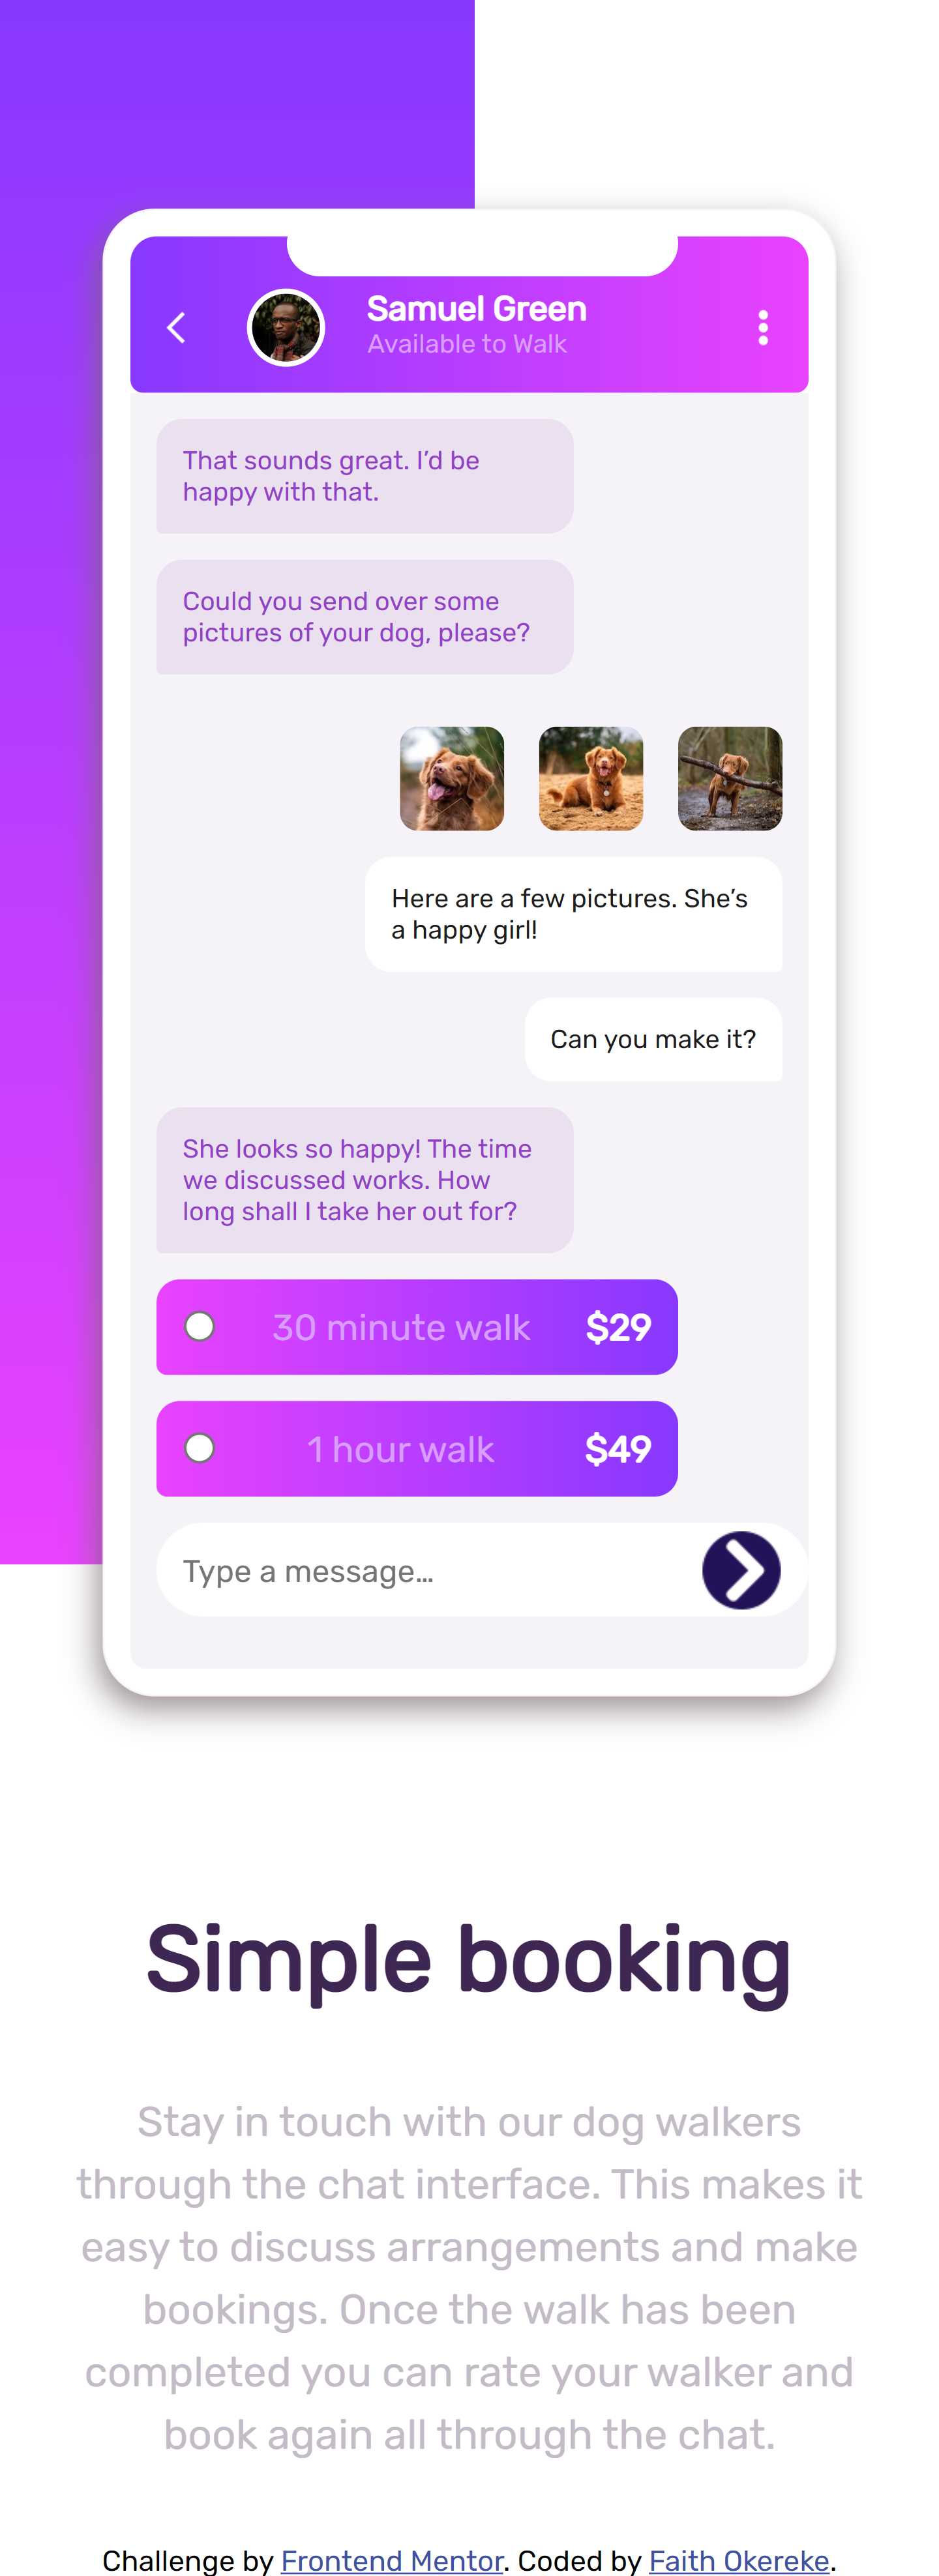 Samuel Green
Available to Walk
That sounds great. I’d be
happy with that.
Could you send over some
pictures of your dog, please?
Here are a few pictures. She’s
a happy girl!
Can you make it?
She looks so happy! The time
we discussed works. How
long shall I take her out for?
30 minute walk $29
1 hour walk $49
Type a message…
Simple booking
Stay in touch with our dog walkers
through the chat interface. This makes it
easy to discuss arrangements and make
bookings. Once the walk has been
completed you can rate your walker and
book again all through the chat.
Challenge by Frontend Mentor. Coded by Faith Okereke.